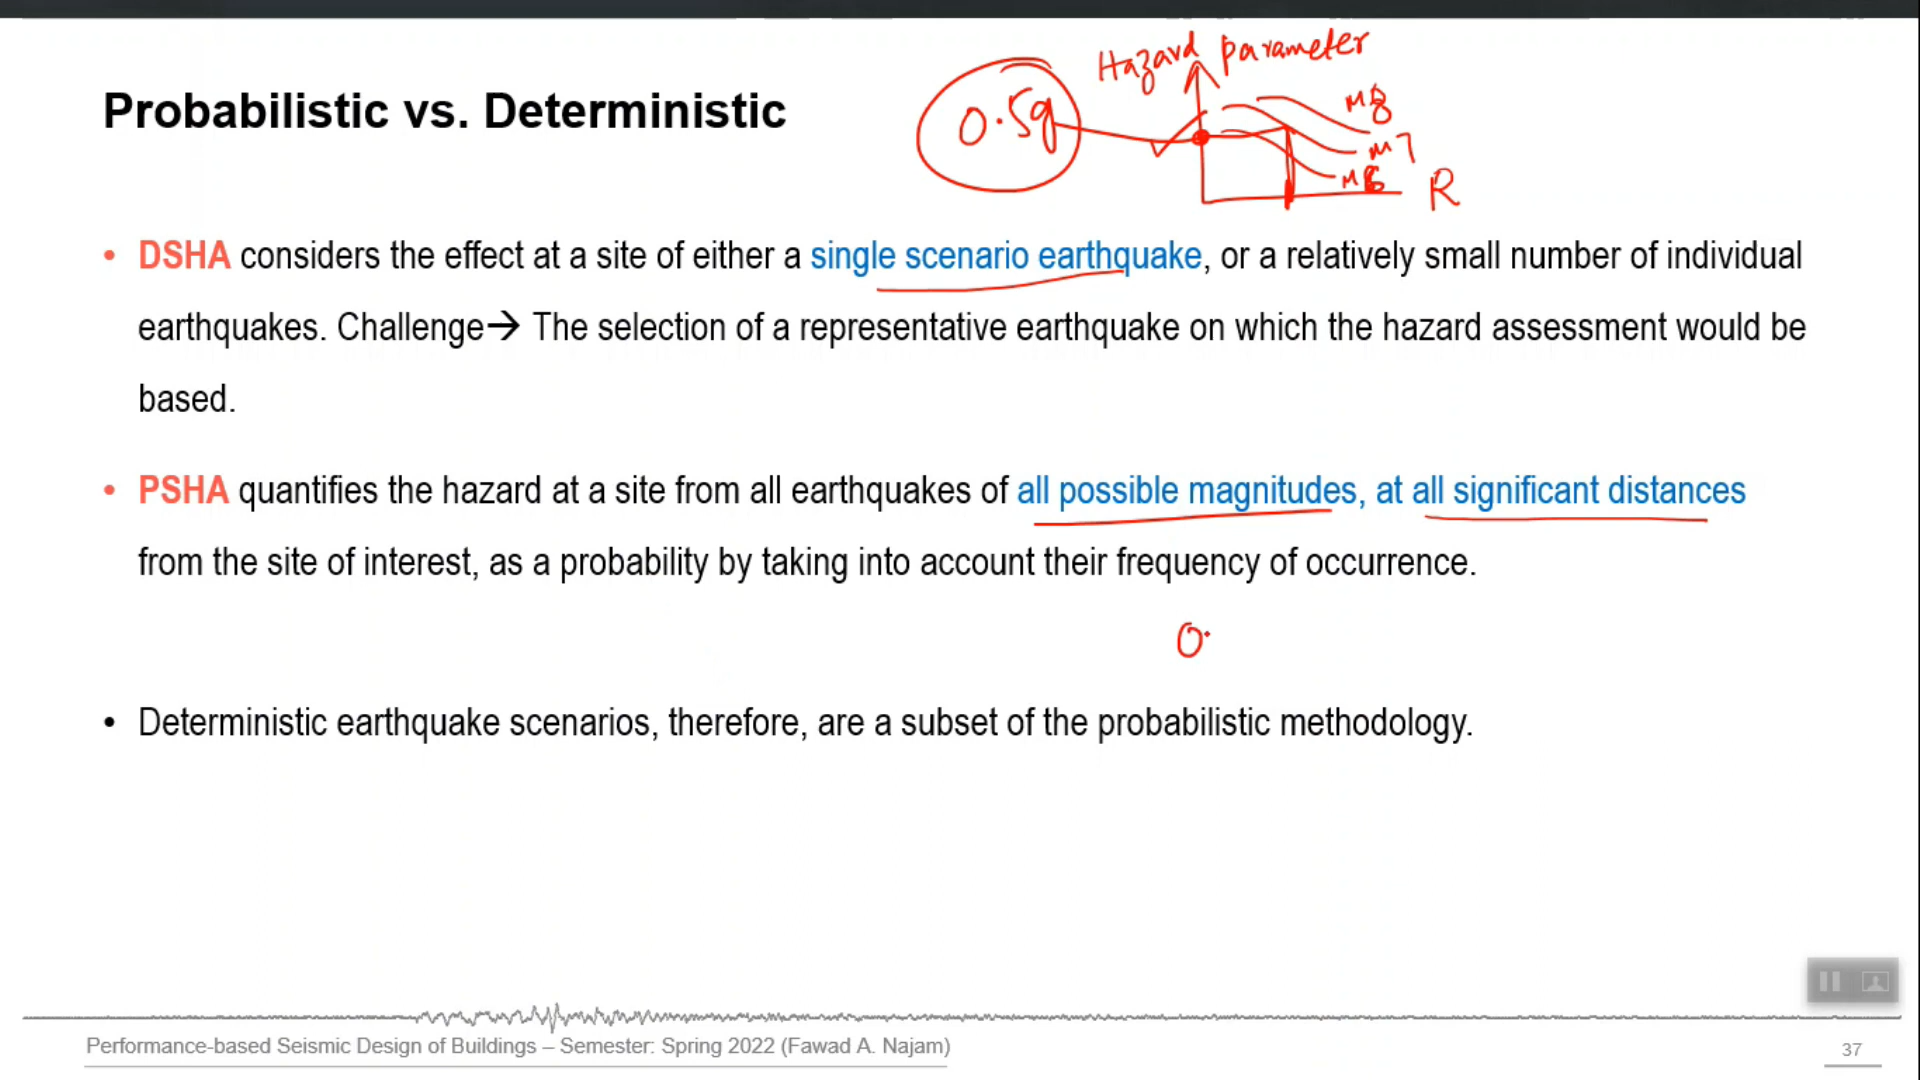 Hazard parameter
Probabilistic vs. Deterministic
0.5g
M8
M7
M6
R
• DSHA considers the effect at a site of either a single scenario earthquake, or a relatively small number of individual
earthquakes. Challenge→ The selection of a representative earthquake on which the hazard assessment would be
based.
• PSHA quantifies the hazard at a site from all earthquakes of all possible magnitudes, at all significant distances
from the site of interest, as a probability by taking into account their frequency of occurrence.
0.
• Deterministic earthquake scenarios, therefore, are a subset of the probabilistic methodology.
Performance-based Seismic Design of Buildings – Semester: Spring 2022 (Fawad A. Najam)
37